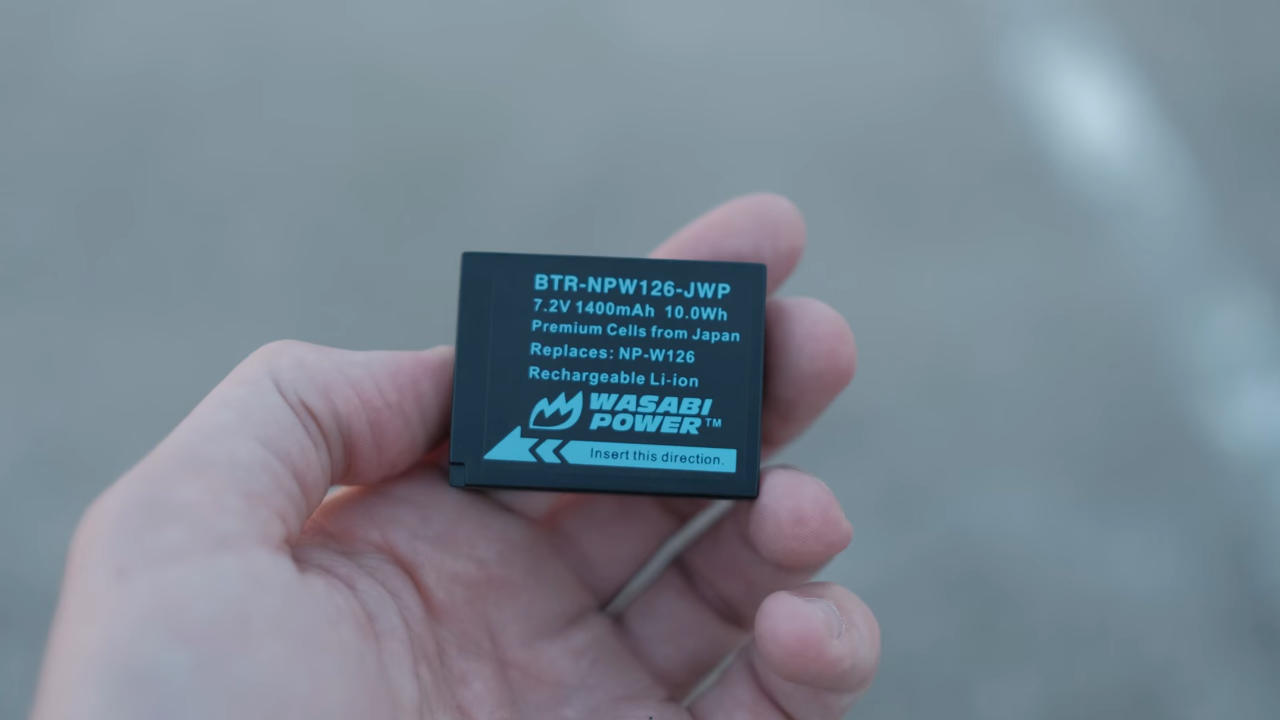 BTR-NPW126-JWP
7.2V 1400mAh 10.0Wh
Premium Cells from Japan
Replaces: NP-W126
Rechargeable Li-ion
WASABI
POWER™
Insert this direction.